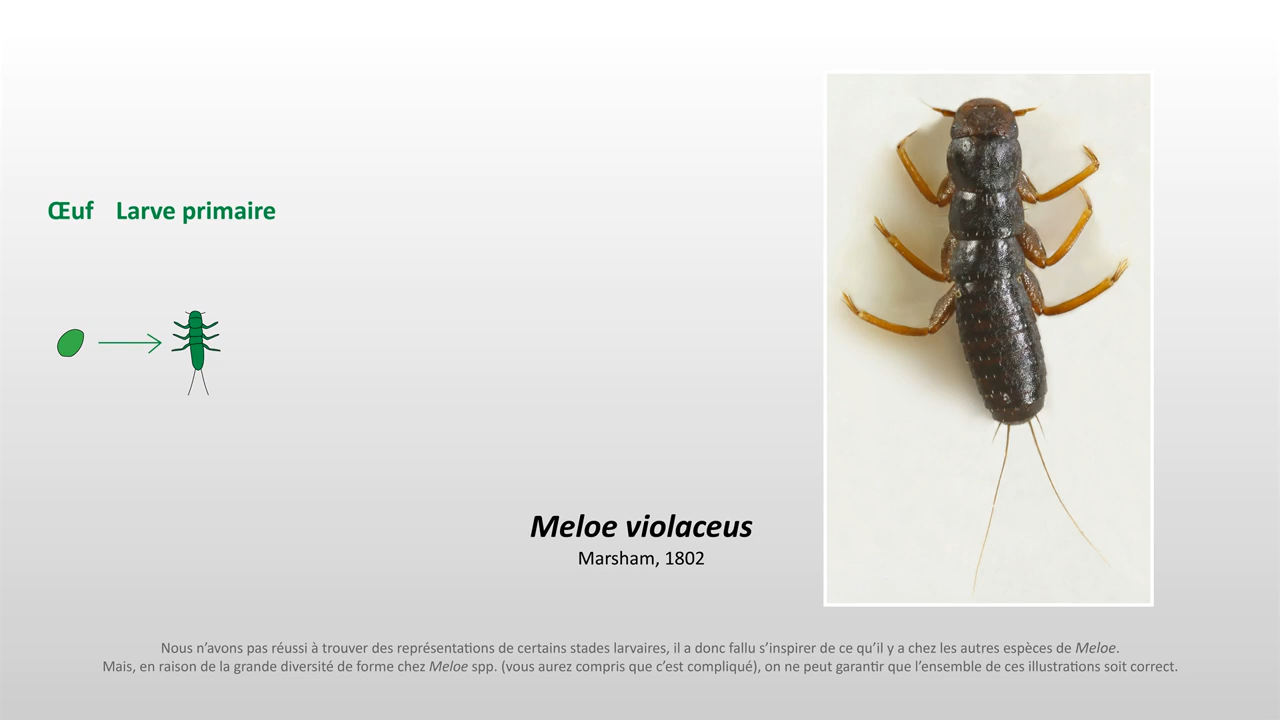 Œuf Larve primaire
Meloe violaceus
Marsham, 1802
Nous n’avons pas réussi à trouver des représentations de certains stades larvaires, il a donc fallu s’inspirer de ce qu’il y a chez les autres espèces de Meloe.
Mais, en raison de la grande diversité de forme chez Meloe spp. (vous aurez compris que c’est compliqué), on ne peut garantir que l’ensemble de ces illustrations soit correct.